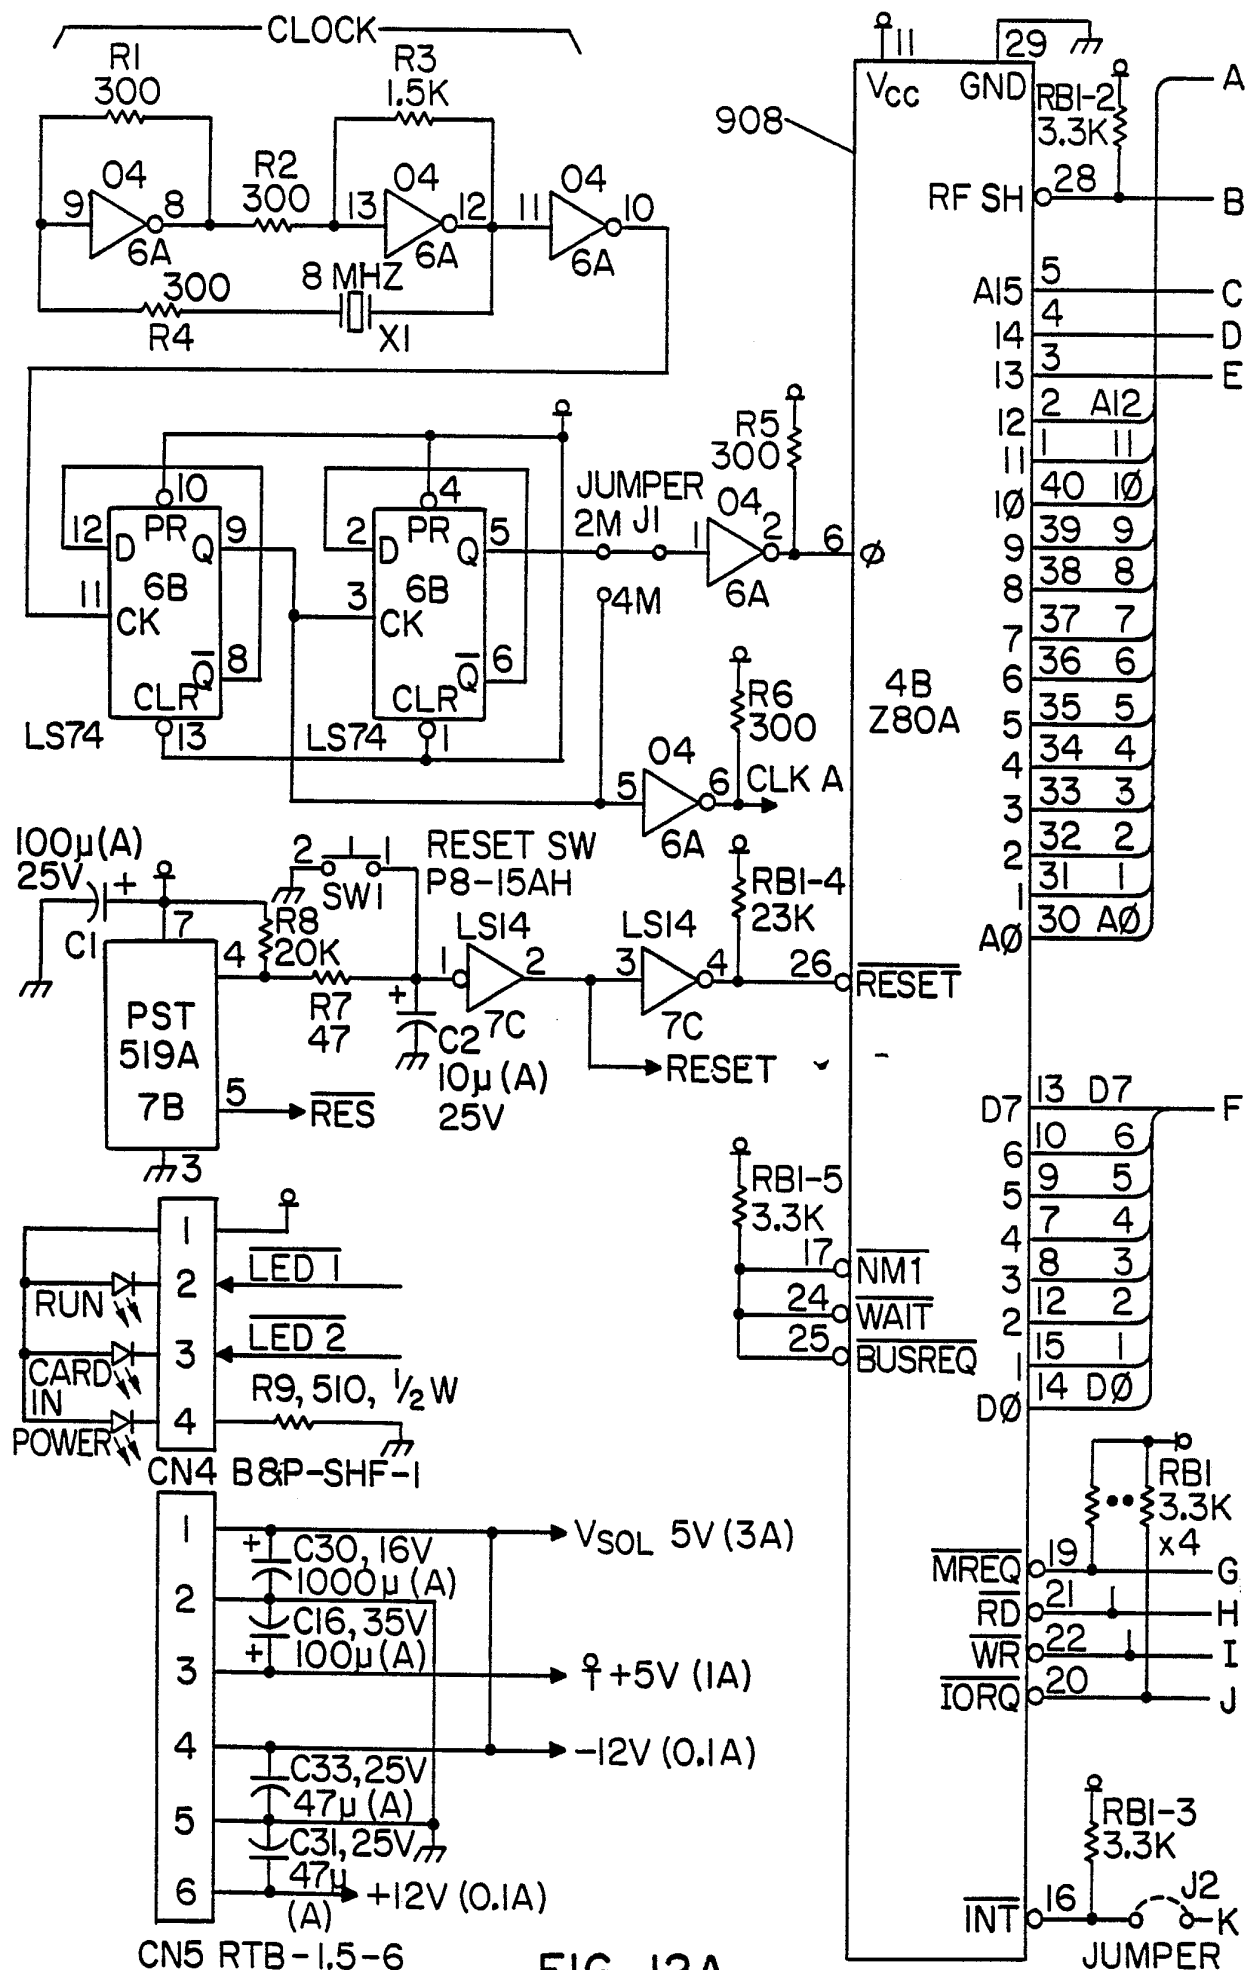 CLOCK
R1
300
R3
1.5K
04
9
8
6A
R2
300
04
13
12
6A
04
11
10
6A
300
R4
8 MHZ
X1
10
12
D
PR
Q
9
6B
11
CK
Q
8
CLR
LS74
13
4
2
D
PR
Q
5
6B
3
CK
Q
6
CLR
LS74
1
JUMPER
2M J1
4M
04
1
2
6A
R5
300
6
Ø
R6
300
04
5
6
CLK A
6A
100µ(A)
25V
+
C1
7
4
R8
20K
R7
47
PST
519A
7B
5
RES
3
2
1
SW1
RESET SW
P8-15AH
LS14
1
2
7C
+
C2
10µ(A)
25V
LS14
3
4
7C
RESET
RB1-4
23K
26
RESET
908
11
VCC
29
GND
RB1-2
3.3K
RF SH
28
4B
Z80A
A
B
A15 5 C
14 4 D
13 3 E
12 2 A12
11 1 11
1Ø 40 1Ø
9 39 9
8 38 8
7 37 7
6 36 6
5 35 5
4 34 4
3 33 3
2 32 2
1 31 1
AØ 30 AØ
D7 13 D7 F
6 10 6
5 9 5
4 7 4
3 8 3
2 12 2
1 15 1
DØ 14 DØ
RB1-5
3.3K
17 NM1
24 WAIT
25 BUSREQ
RB1
3.3K
x4
MREQ 19 G
RD 21 H
WR 22 I
IORQ 20 J
RB1-3
3.3K
INT 16
J2
K
JUMPER
1
2
3
4
RUN
LED 1
CARD
IN
LED 2
POWER
R9, 510, ½W
CN4 B&P-SHF-1
1
VSOL 5V (3A)
+ C30, 16V
1000µ(A)
2
C16, 35V
+ 100µ(A)
3
+5V (1A)
4
-12V (0.1A)
C33, 25V
47µ(A)
5
C31, 25V
47µ
(A)
6
+12V (0.1A)
CN5 RTB-1.5-6
FIG. 12A